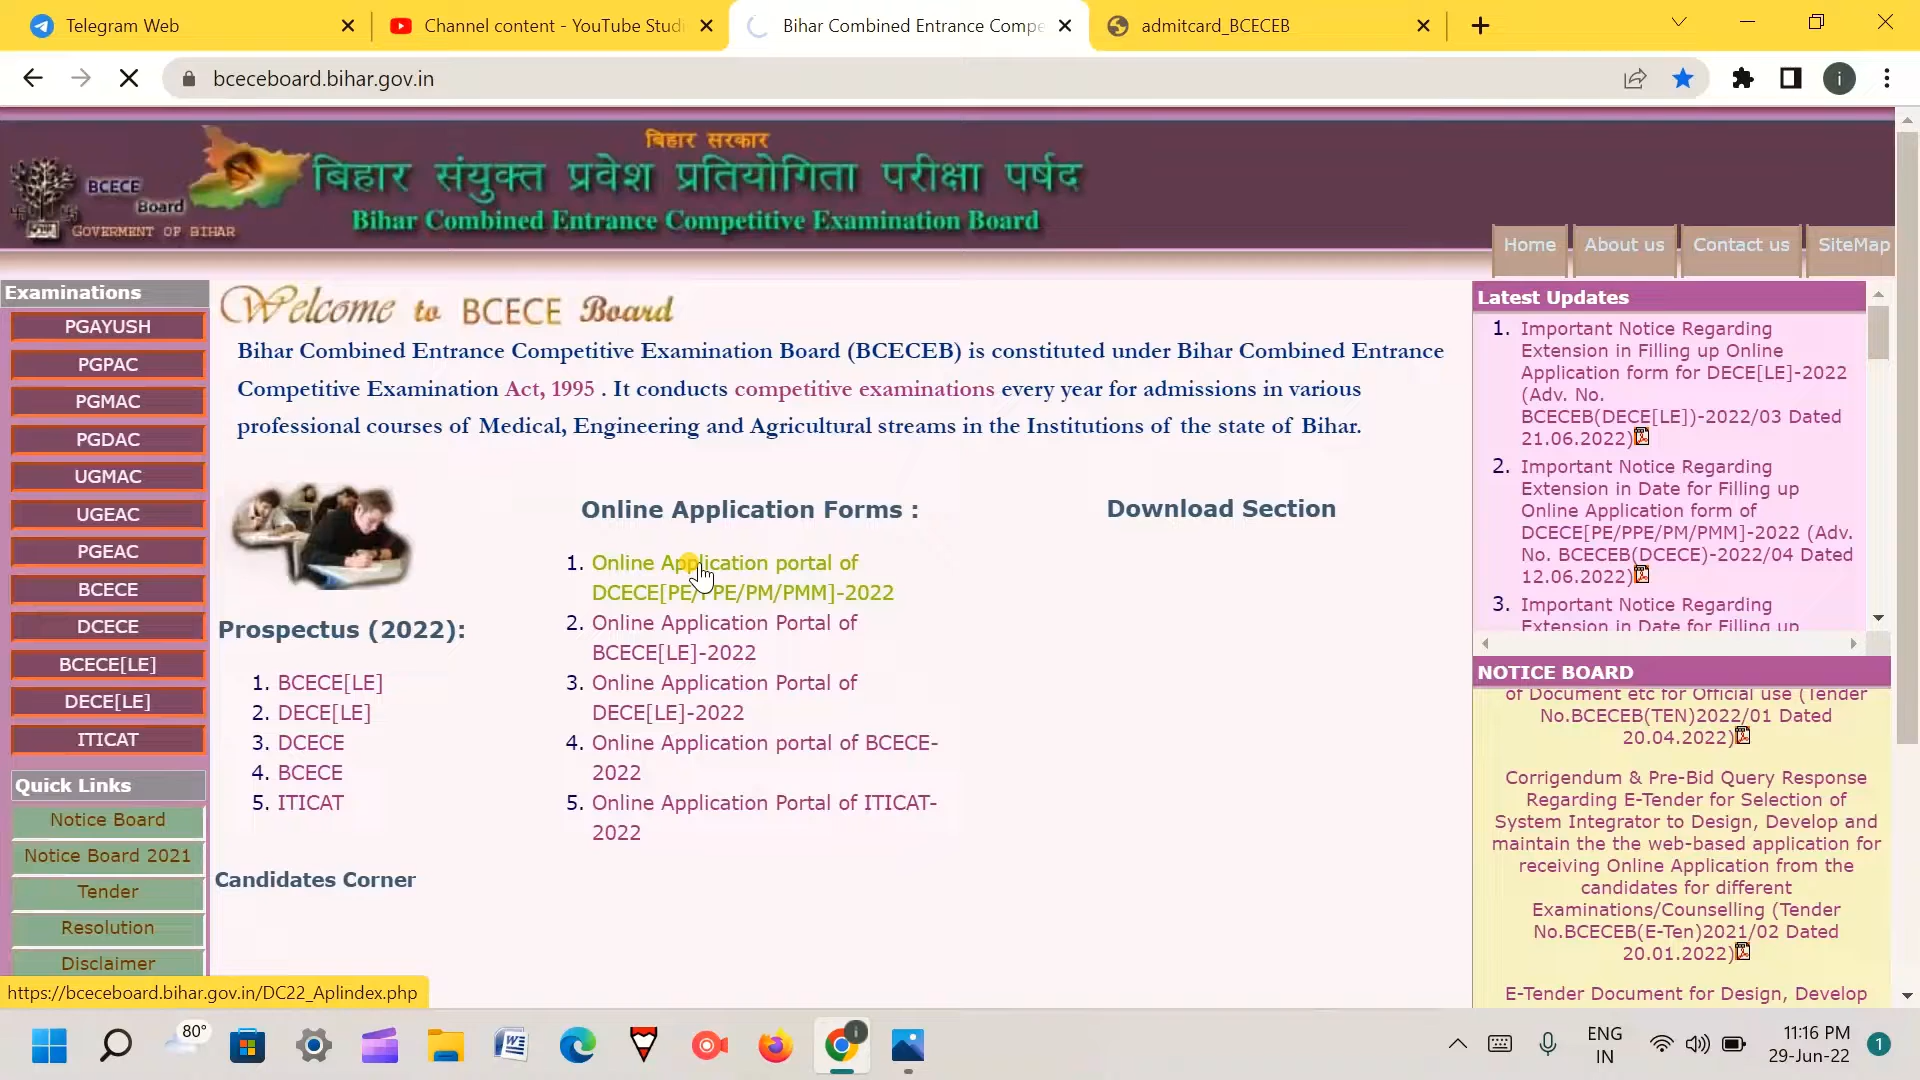 Telegram Web
Channel content - YouTube Studi
Bihar Combined Entrance Compe
admitcard_BCECEB
bceceboard.bihar.gov.in
i
बिहार सरकार
बिहार संयुक्त प्रवेश प्रतियोगिता परीक्षा पर्षद
Bihar Combined Entrance Competitive Examination Board
BCECE
Board
GOVERMENT OF BIHAR
Home
About us
Contact us
SiteMap
Examinations
PGAYUSH
PGPAC
PGMAC
PGDAC
UGMAC
UGEAC
PGEAC
BCECE
DCECE
BCECE[LE]
DECE[LE]
ITICAT
Quick Links
Notice Board
Notice Board 2021
Tender
Resolution
Disclaimer
Welcome to BCECE Board
Bihar Combined Entrance Competitive Examination Board (BCECEB) is constituted under Bihar Combined Entrance
Competitive Examination Act, 1995 . It conducts competitive examinations every year for admissions in various
professional courses of Medical, Engineering and Agricultural streams in the Institutions of the state of Bihar.
Prospectus (2022):
1. BCECE[LE]
2. DECE[LE]
3. DCECE
4. BCECE
5. ITICAT
Candidates Corner
Online Application Forms :
1. Online Application portal of
DCECE[PE/PPE/PM/PMM]-2022
2. Online Application Portal of
BCECE[LE]-2022
3. Online Application Portal of
DECE[LE]-2022
4. Online Application portal of BCECE-
2022
5. Online Application Portal of ITICAT-
2022
Download Section
Latest Updates
1. Important Notice Regarding
Extension in Filling up Online
Application form for DECE[LE]-2022
(Adv. No.
BCECEB(DECE[LE])-2022/03 Dated
21.06.2022)
2. Important Notice Regarding
Extension in Date for Filling up
Online Application form of
DCECE[PE/PPE/PM/PMM]-2022 (Adv.
No. BCECEB(DCECE)-2022/04 Dated
12.06.2022)
3. Important Notice Regarding
Extension in Date for Filling up
NOTICE BOARD
of Document etc for Official use (Tender
No.BCECEB(TEN)2022/01 Dated
20.04.2022)
Corrigendum & Pre-Bid Query Response
Regarding E-Tender for Selection of
System Integrator to Design, Develop and
maintain the the web-based application for
receiving Online Application from the
candidates for different
Examinations/Counselling (Tender
No.BCECEB(E-Ten)2021/02 Dated
20.01.2022)
E-Tender Document for Design, Develop
https://bceceboard.bihar.gov.in/DC22_Aplindex.php
80°
i
ENG
IN
11:16 PM
29-Jun-22
1